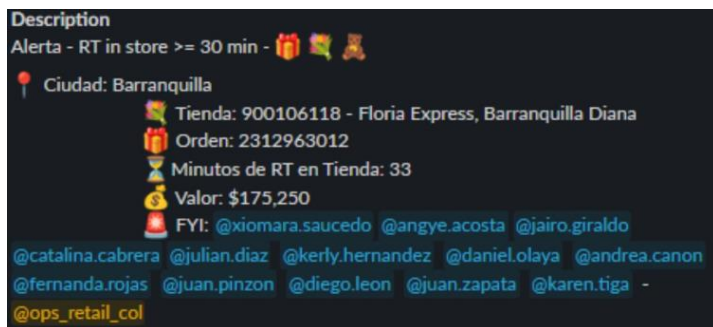 Description
Alerta - RT in store >= 30 min - 🎁 💐 🧸
📍 Ciudad: Barranquilla
💐 Tienda: 900106118 - Floria Express, Barranquilla Diana
🎁 Orden: 2312963012
⏳ Minutos de RT en Tienda: 33
💰 Valor: $175,250
🚨 FYI: @xiomara.saucedo @angye.acosta @jairo.giraldo
@catalina.cabrera @julian.diaz @kerly.hernandez @daniel.olaya @andrea.canon
@fernanda.rojas @juan.pinzon @diego.leon @juan.zapata @karen.tiga -
@ops_retail_col